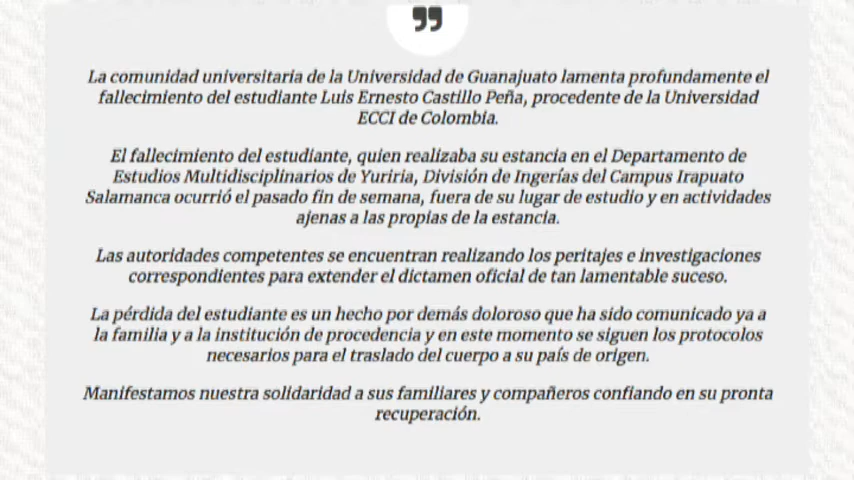 La comunidad universitaria de la Universidad de Guanajuato lamenta profundamente el
fallecimiento del estudiante Luis Ernesto Castillo Peña, procedente de la Universidad
ECCI de Colombia.
El fallecimiento del estudiante, quien realizaba su estancia en el Departamento de
Estudios Multidisciplinarios de Yuriria, División de Ingerías del Campus Irapuato
Salamanca ocurrió el pasado fin de semana, fuera de su lugar de estudio y en actividades
ajenas a las propias de la estancia.
Las autoridades competentes se encuentran realizando los peritajes e investigaciones
correspondientes para extender el dictamen oficial de tan lamentable suceso.
La pérdida del estudiante es un hecho por demás doloroso que ha sido comunicado ya a
la familia y a la institución de procedencia y en este momento se siguen los protocolos
necesarios para el traslado del cuerpo a su país de origen.
Manifestamos nuestra solidaridad a sus familiares y compañeros confiando en su pronta
recuperación.